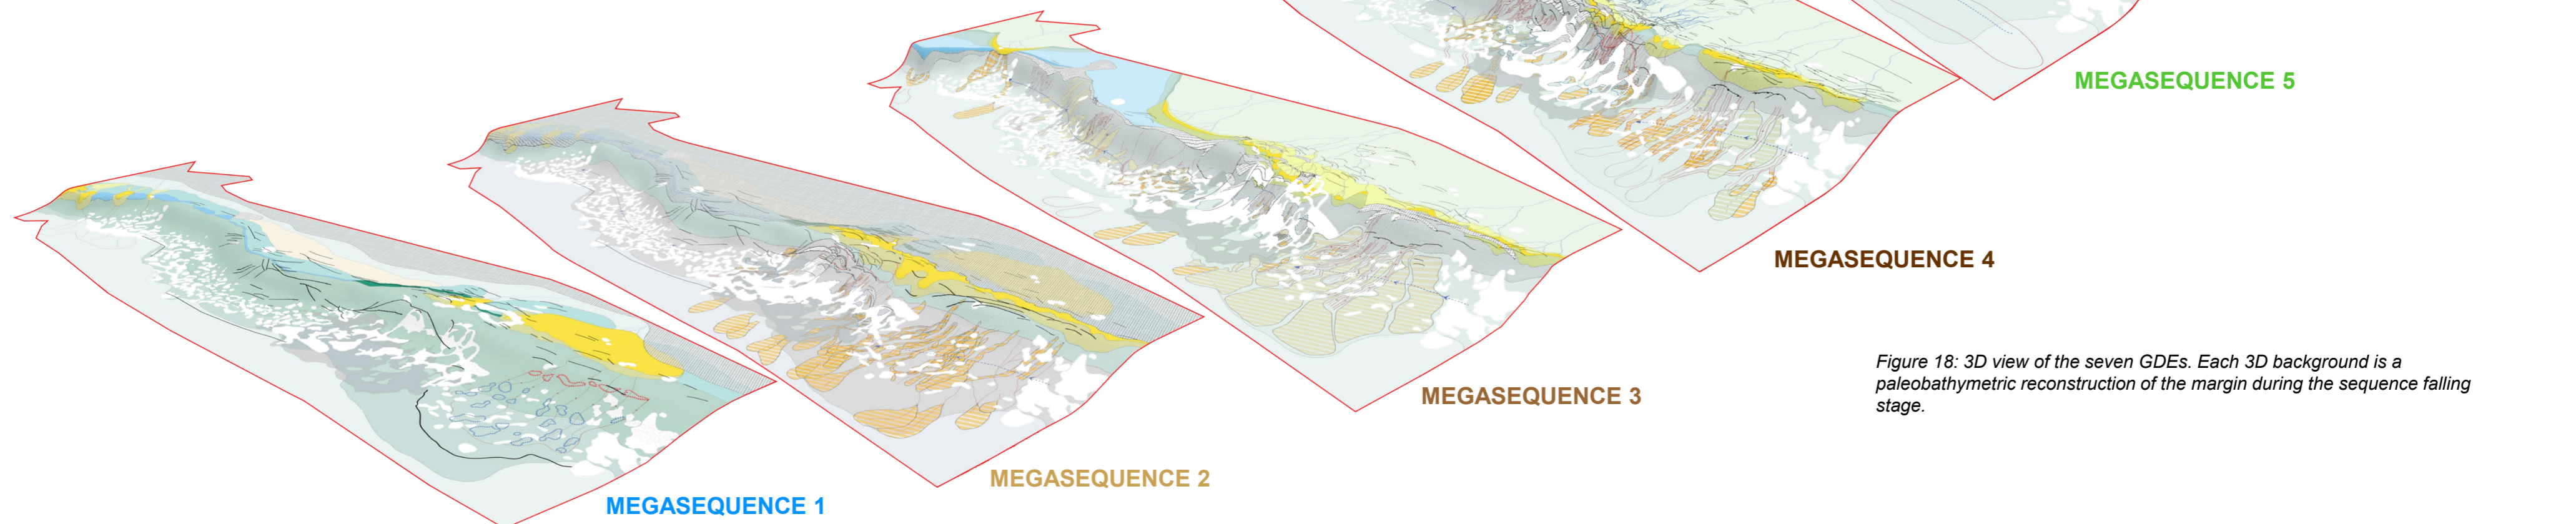 MEGASEQUENCE 5
MEGASEQUENCE 4
Figure 18: 3D view of the seven GDEs. Each 3D background is a
paleobathymetric reconstruction of the margin during the sequence falling
stage.
MEGASEQUENCE 3
MEGASEQUENCE 2
MEGASEQUENCE 1